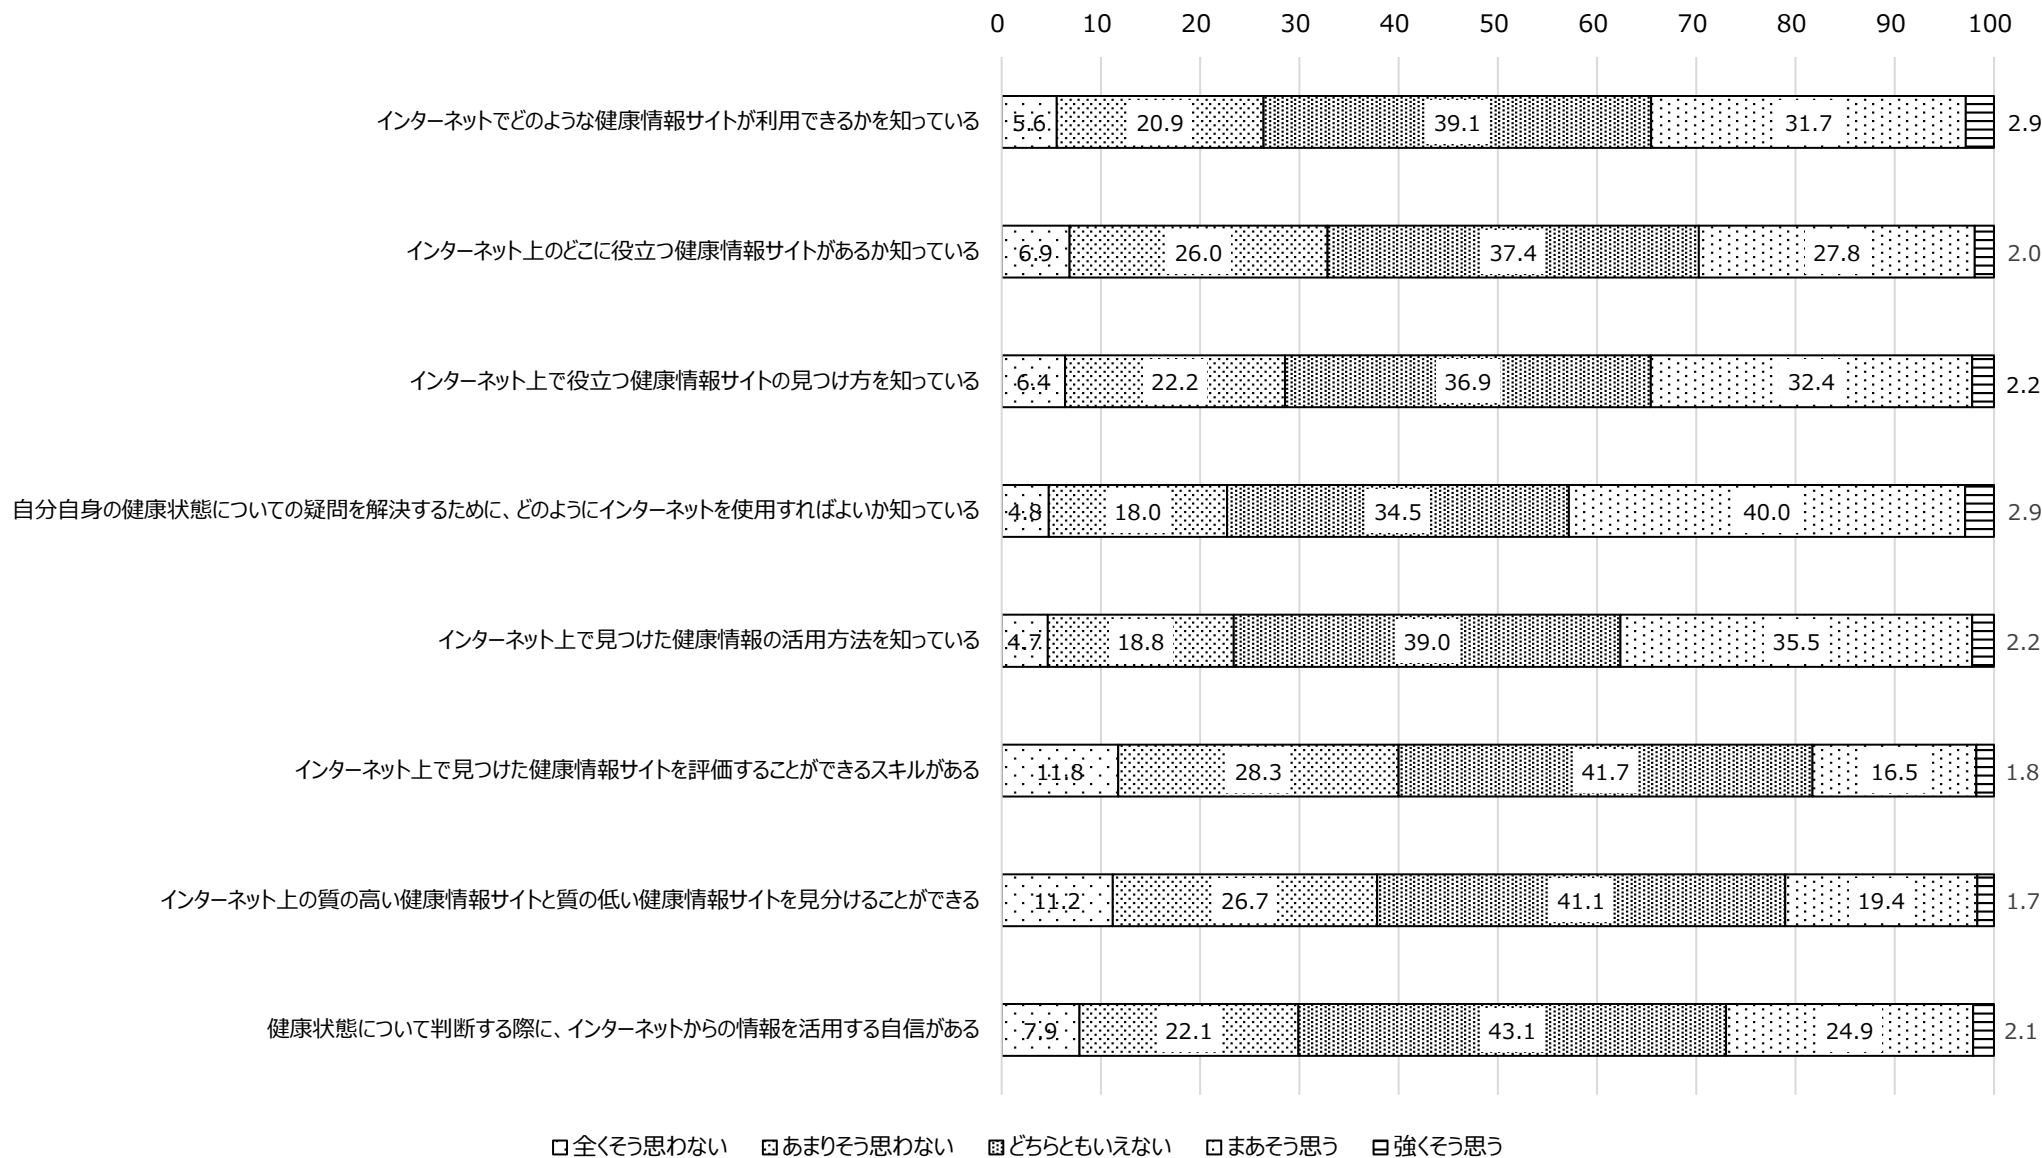 0 10 20 30 40 50 60 70 80 90 100
インターネットでどのような健康情報サイトが利用できるかを知っている 5.6 20.9 39.1 31.7 2.9
インターネット上のどこに役立つ健康情報サイトがあるか知っている 6.9 26.0 37.4 27.8 2.0
インターネット上で役立つ健康情報サイトの見つけ方を知っている 6.4 22.2 36.9 32.4 2.2
自分自身の健康状態についての疑問を解決するために、どのようにインターネットを使用すればよいか知っている 4.8 18.0 34.5 40.0 2.9
インターネット上で見つけた健康情報の活用方法を知っている 4.7 18.8 39.0 35.5 2.2
インターネット上で見つけた健康情報サイトを評価することができるスキルがある 11.8 28.3 41.7 16.5 1.8
インターネット上の質の高い健康情報サイトと質の低い健康情報サイトを見分けることができる 11.2 26.7 41.1 19.4 1.7
健康状態について判断する際に、インターネットからの情報を活用する自信がある 7.9 22.1 43.1 24.9 2.1
全くそう思わない あまりそう思わない どちらともいえない まあそう思う 強くそう思う